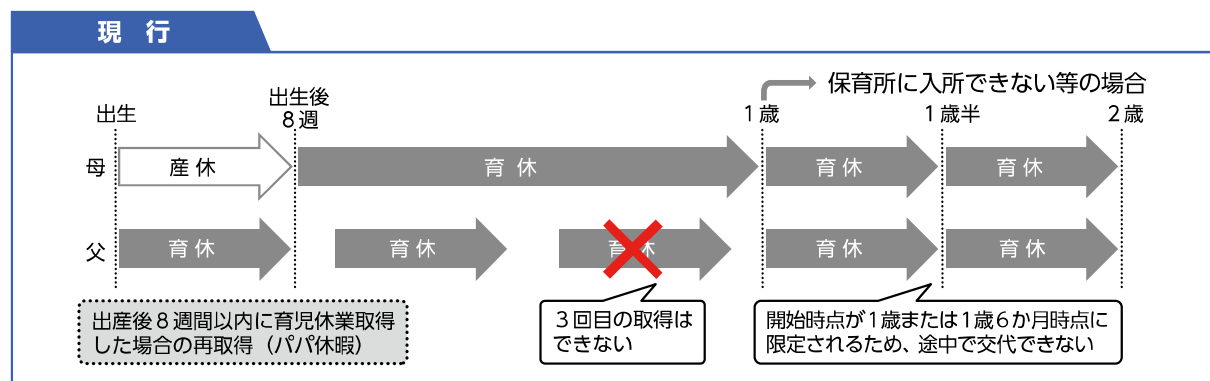 現行
保育所に入所できない等の場合
出生
出生後
8週
1歳
1歳半
2歳
母
産休
育休
育休
育休
父
育休
育休
育休
育休
育休
出産後8週間以内に育児休業取得
した場合の再取得（パパ休暇）
3回目の取得は
できない
開始時点が1歳または1歳6か月時点に
限定されるため、途中で交代できない